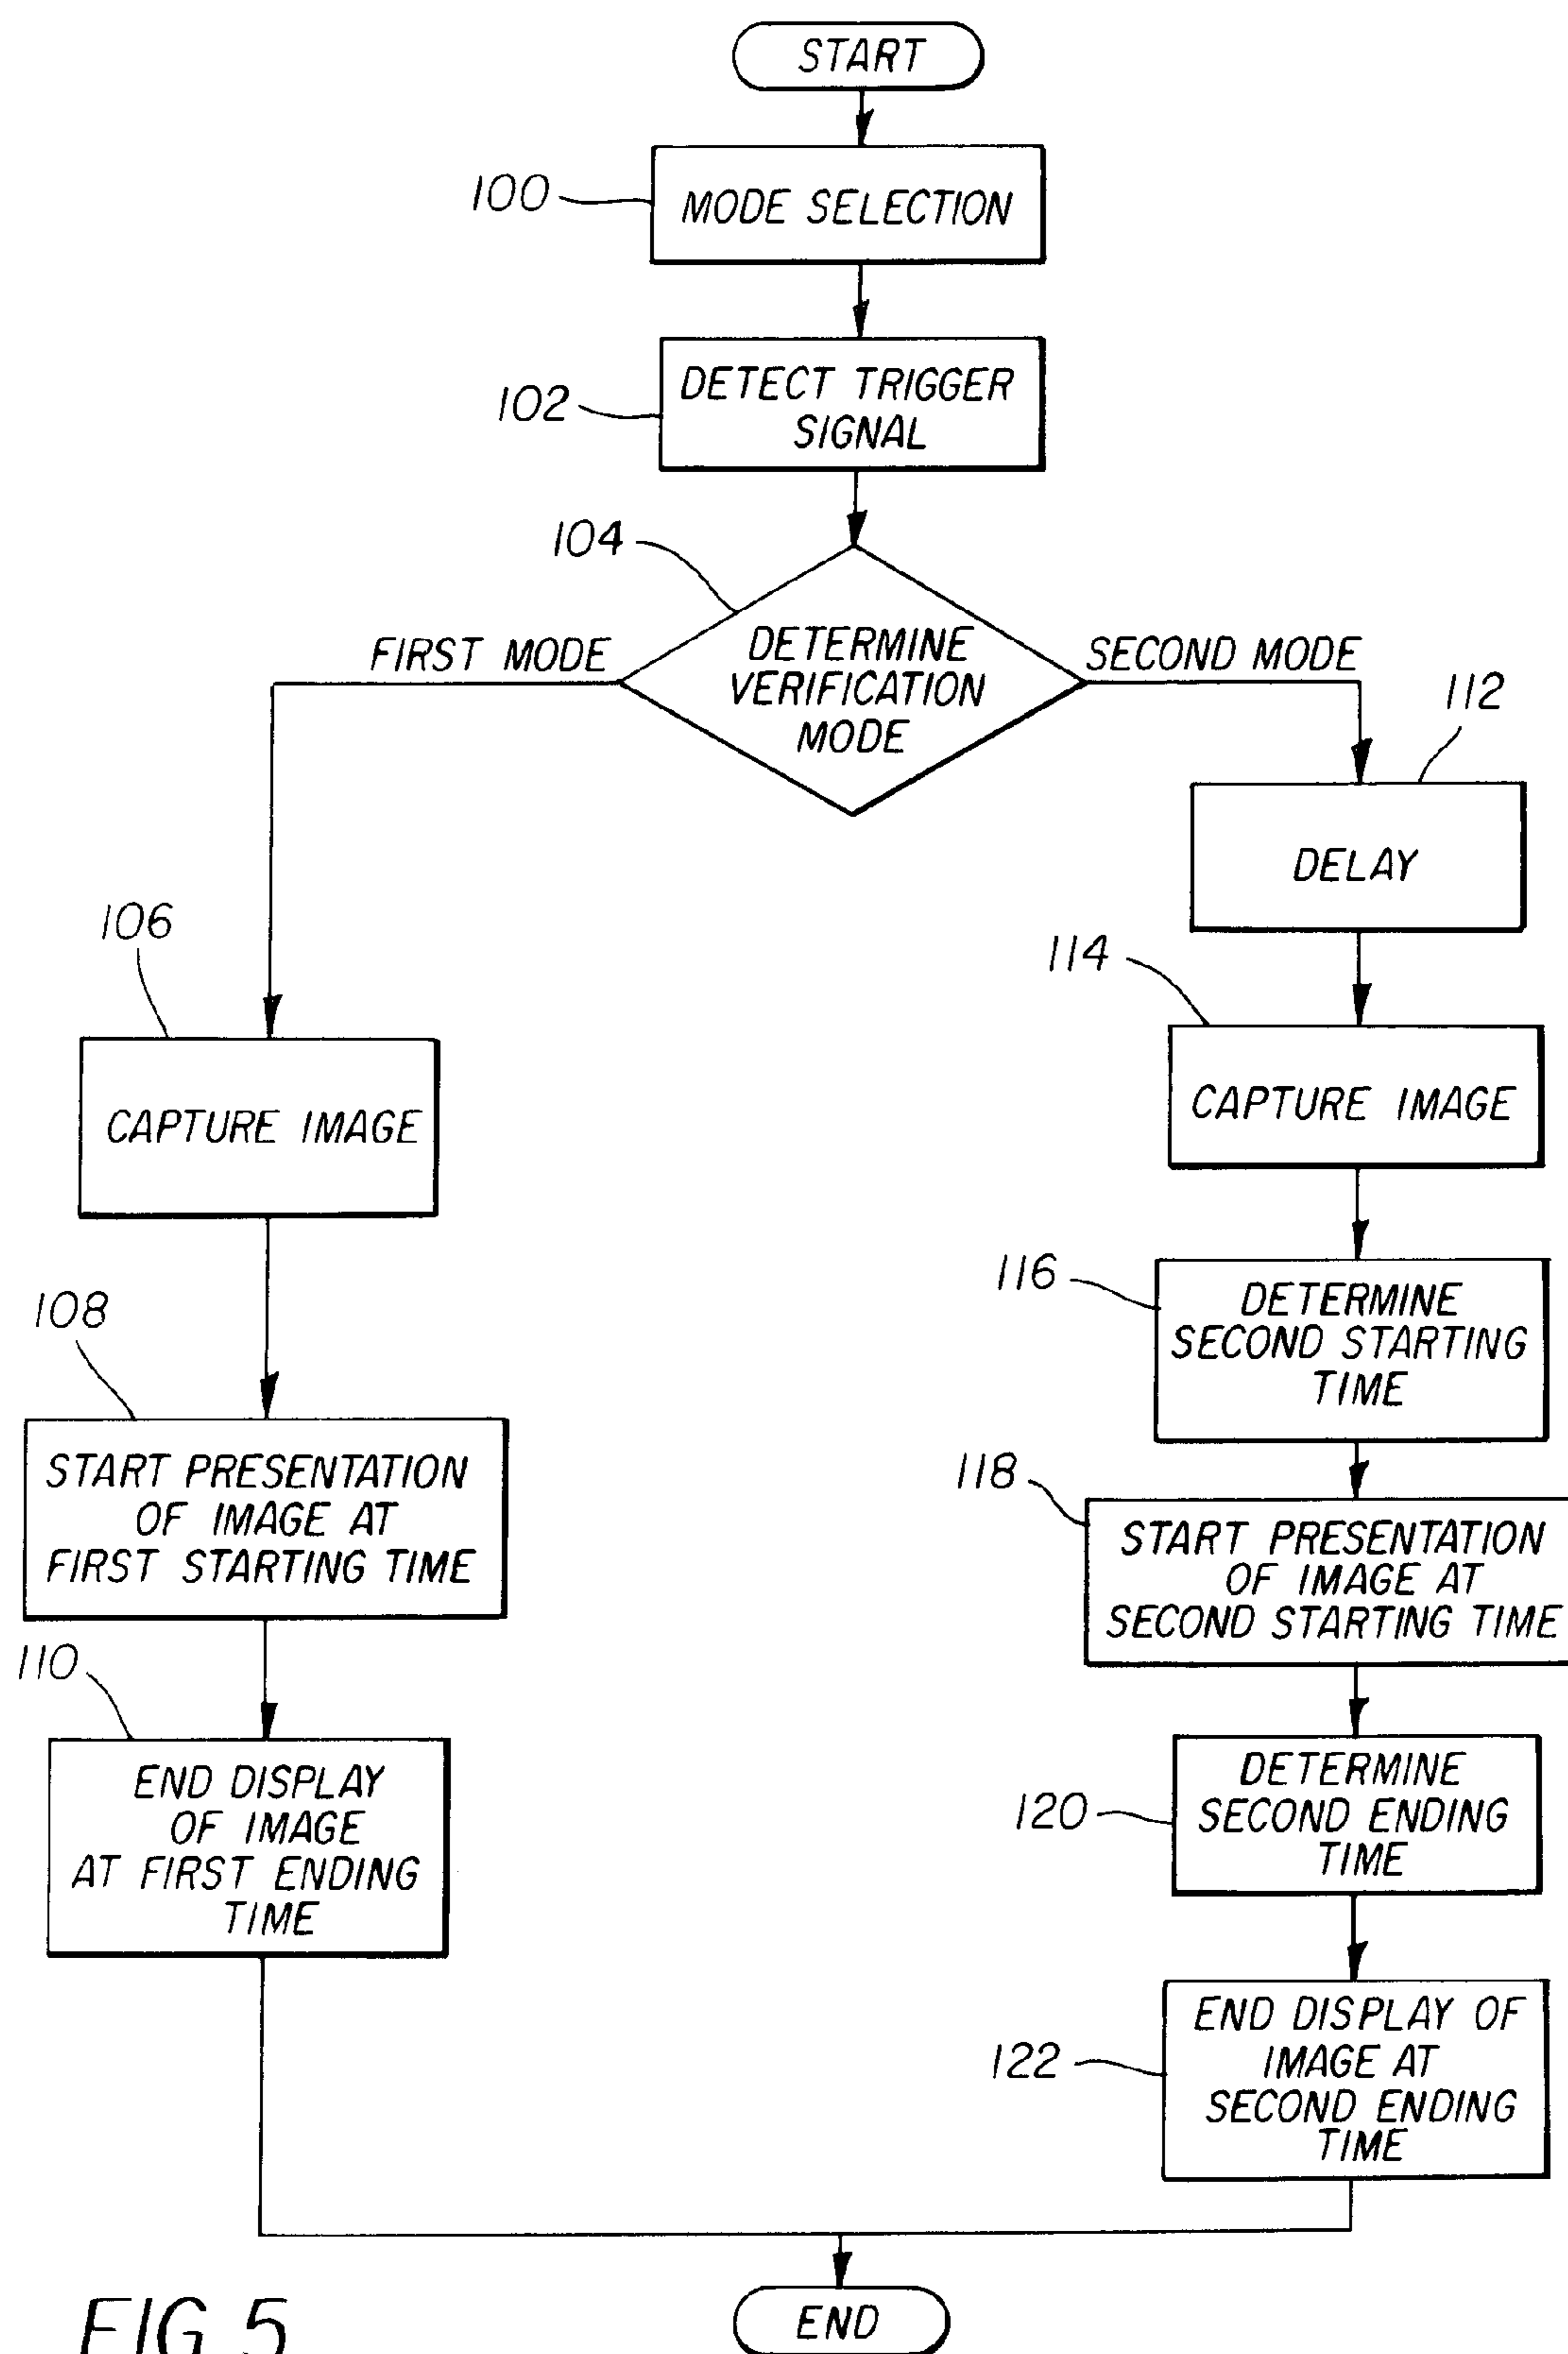 START
100
MODE SELECTION
102
DETECT TRIGGER
SIGNAL
104
DETERMINE
VERIFICATION
MODE
FIRST MODE
SECOND MODE
112
DELAY
106
CAPTURE IMAGE
114
CAPTURE IMAGE
108
START PRESENTATION
OF IMAGE AT
FIRST STARTING TIME
116
DETERMINE
SECOND STARTING
TIME
118
START PRESENTATION
OF IMAGE AT
SECOND STARTING TIME
110
END DISPLAY
OF IMAGE
AT FIRST ENDING
TIME
120
DETERMINE
SECOND ENDING
TIME
122
END DISPLAY OF
IMAGE AT
SECOND ENDING
TIME
END
FIG. 5